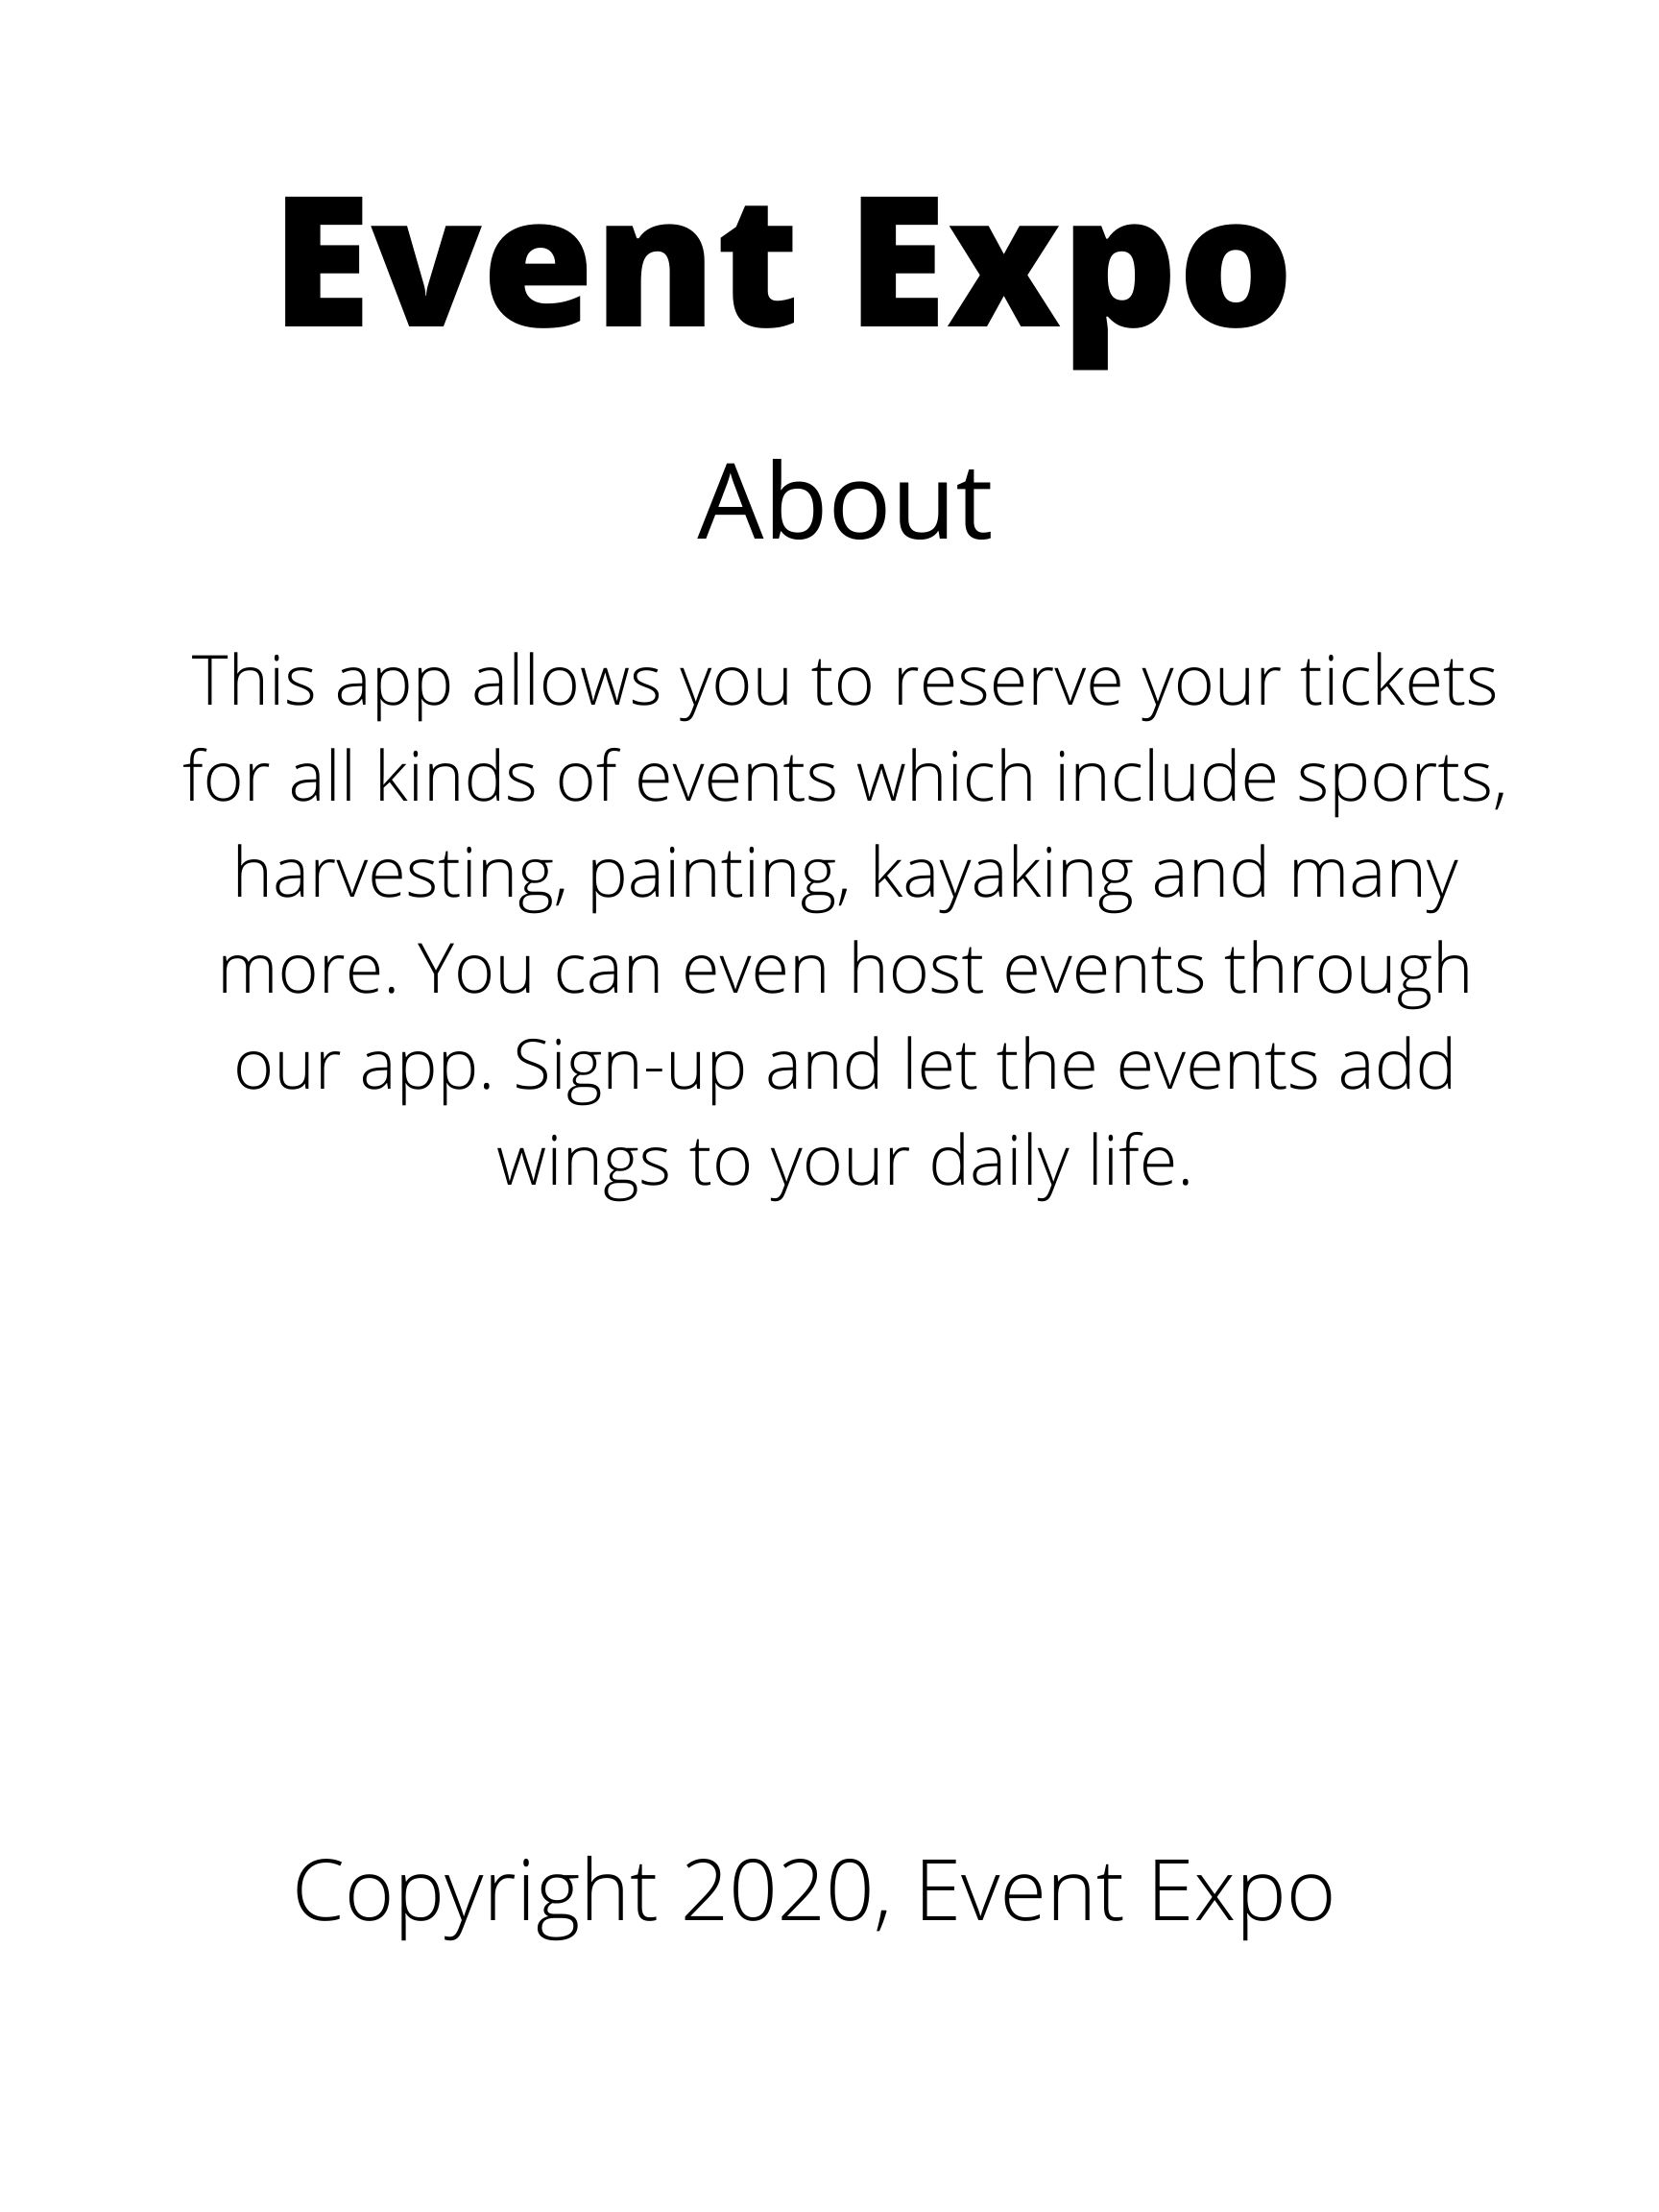 Event Expo
About
This app allows you to reserve your tickets
for all kinds of events which include sports,
harvesting, painting, kayaking and many
more. You can even host events through
our app. Sign-up and let the events add
wings to your daily life.
Copyright 2020, Event Expo